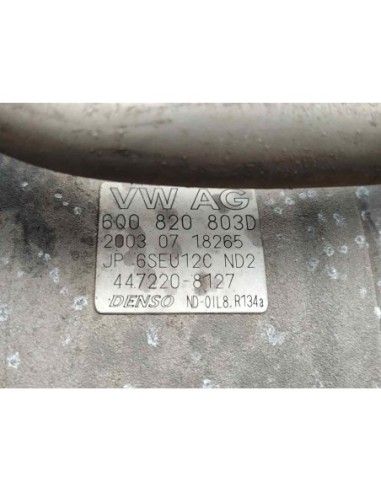 VW AG
6Q0 820 803D
2003 07 18265
JP 6SEU12C ND2
447220-8127
DENSO ND-OIL8.R134a